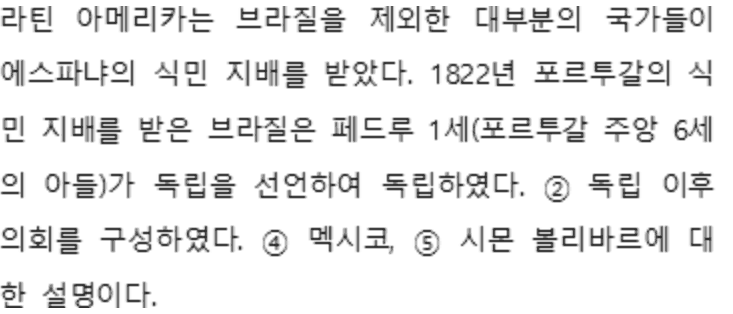 라틴 아메리카는 브라질을 제외한 대부분의 국가들이
에스파냐의 식민 지배를 받았다. 1822년 포르투갈의 식
민 지배를 받은 브라질은 페드루 1세(포르투갈 주앙 6세
의 아들)가 독립을 선언하여 독립하였다. ② 독립 이후
의회를 구성하였다. ④ 멕시코, ⑤ 시몬 볼리바르에 대
한 설명이다.